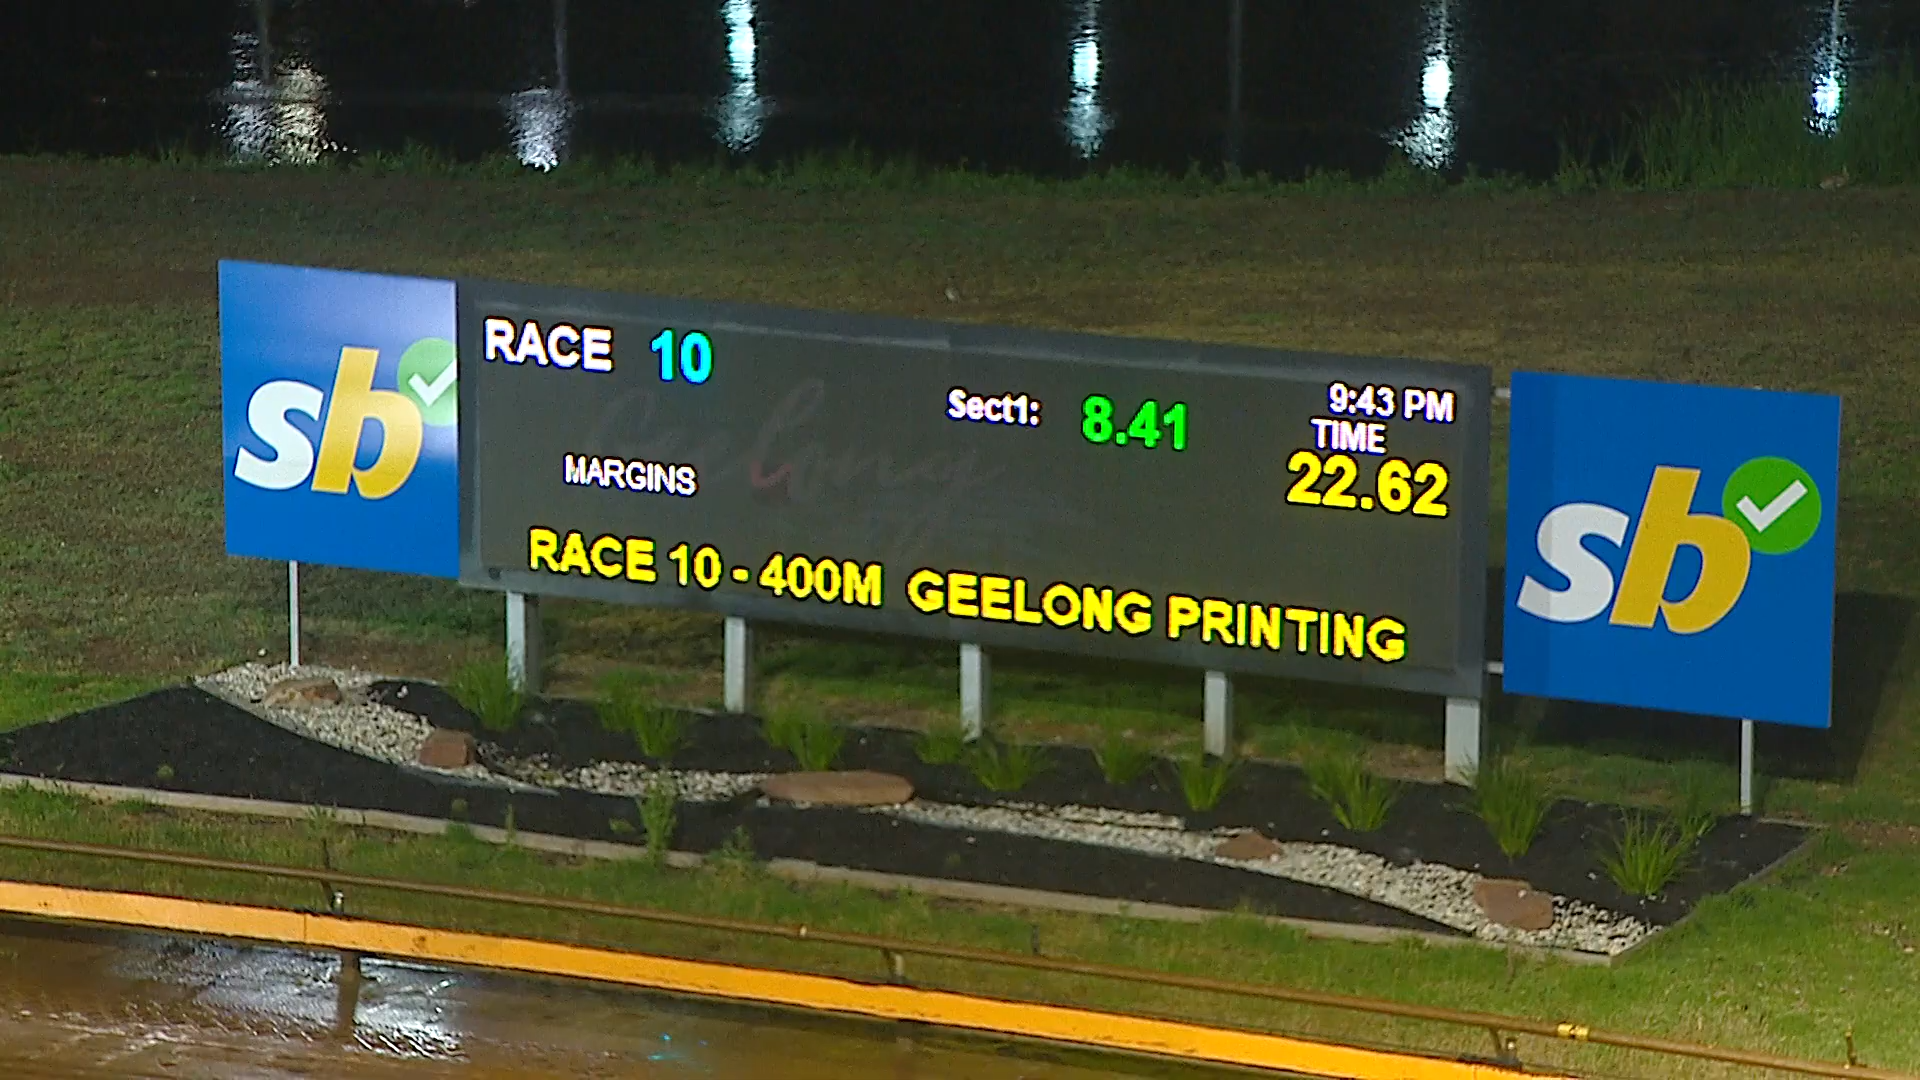 sb
RACE 10
Sect1: 8.41
9:43 PM
TIME
22.62
MARGINS
RACE 10 - 400M GEELONG PRINTING
sb